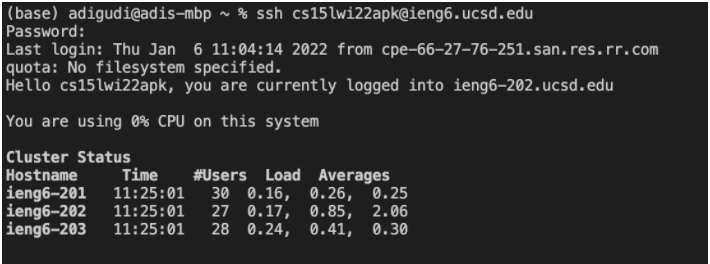 (base) adigudi@adis-mbp ~ % ssh cs15lwi22apk@ieng6.ucsd.edu
Password:
Last login: Thu Jan  6 11:04:14 2022 from cpe-66-27-76-251.san.res.rr.com
quota: No filesystem specified.
Hello cs15lwi22apk, you are currently logged into ieng6-202.ucsd.edu
You are using 0% CPU on this system
Cluster Status
Hostname     Time    #Users  Load  Averages
ieng6-201   11:25:01   30  0.16,  0.26,  0.25
ieng6-202   11:25:01   27  0.17,  0.85,  2.06
ieng6-203   11:25:01   28  0.24,  0.41,  0.30